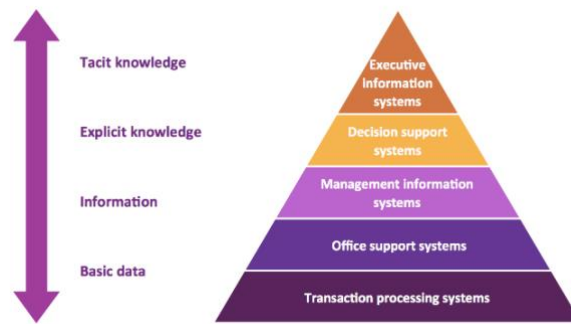 Tacit knowledge
Explicit knowledge
Information
Basic data
Executive
information
systems
Decision support
systems
Management information
systems
Office support systems
Transaction processing systems